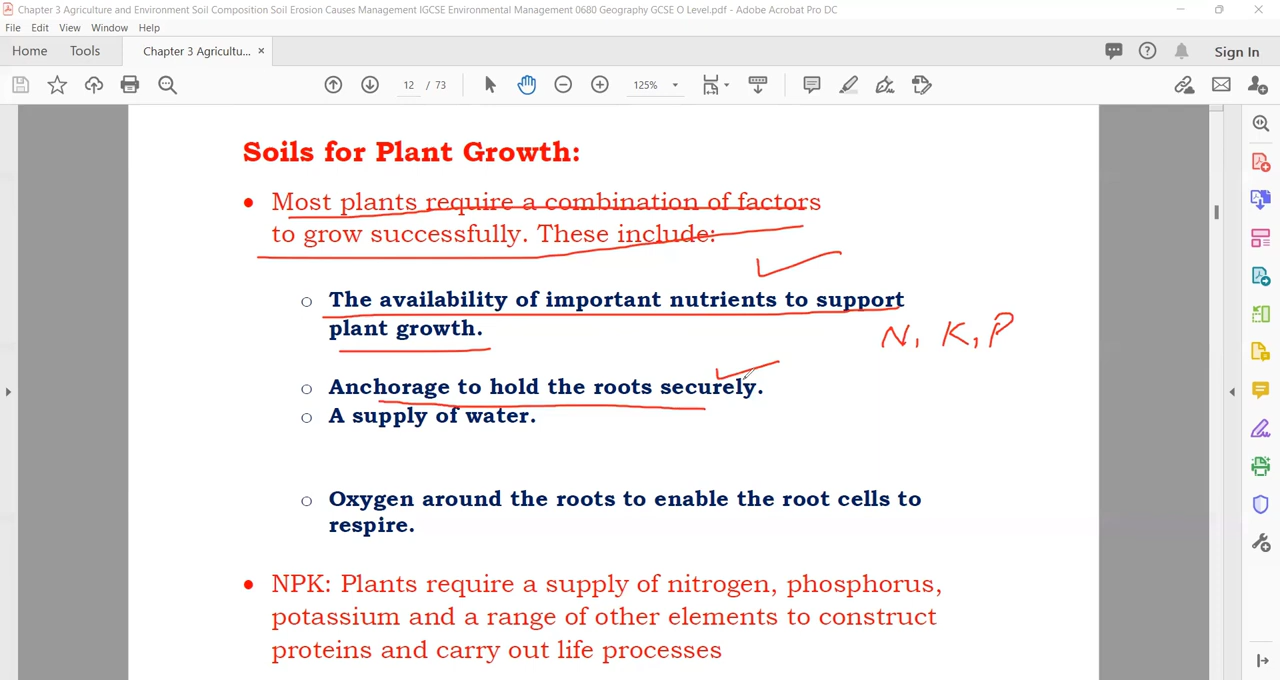 Chapter 3 Agriculture and Environment Soil Composition Soil Erosion Causes Management IGCSE Environmental Management 0680 Geography GCSE O Level.pdf - Adobe Acrobat Pro DC
File Edit View Window Help
Home Tools Chapter 3 Agricultu... × Sign In
12 / 73 125%
Soils for Plant Growth:
• Most plants require a combination of factors
to grow successfully. These include:
○ The availability of important nutrients to support
plant growth.
N, K, P
○ Anchorage to hold the roots securely.
○ A supply of water.
○ Oxygen around the roots to enable the root cells to
respire.
• NPK: Plants require a supply of nitrogen, phosphorus,
potassium and a range of other elements to construct
proteins and carry out life processes